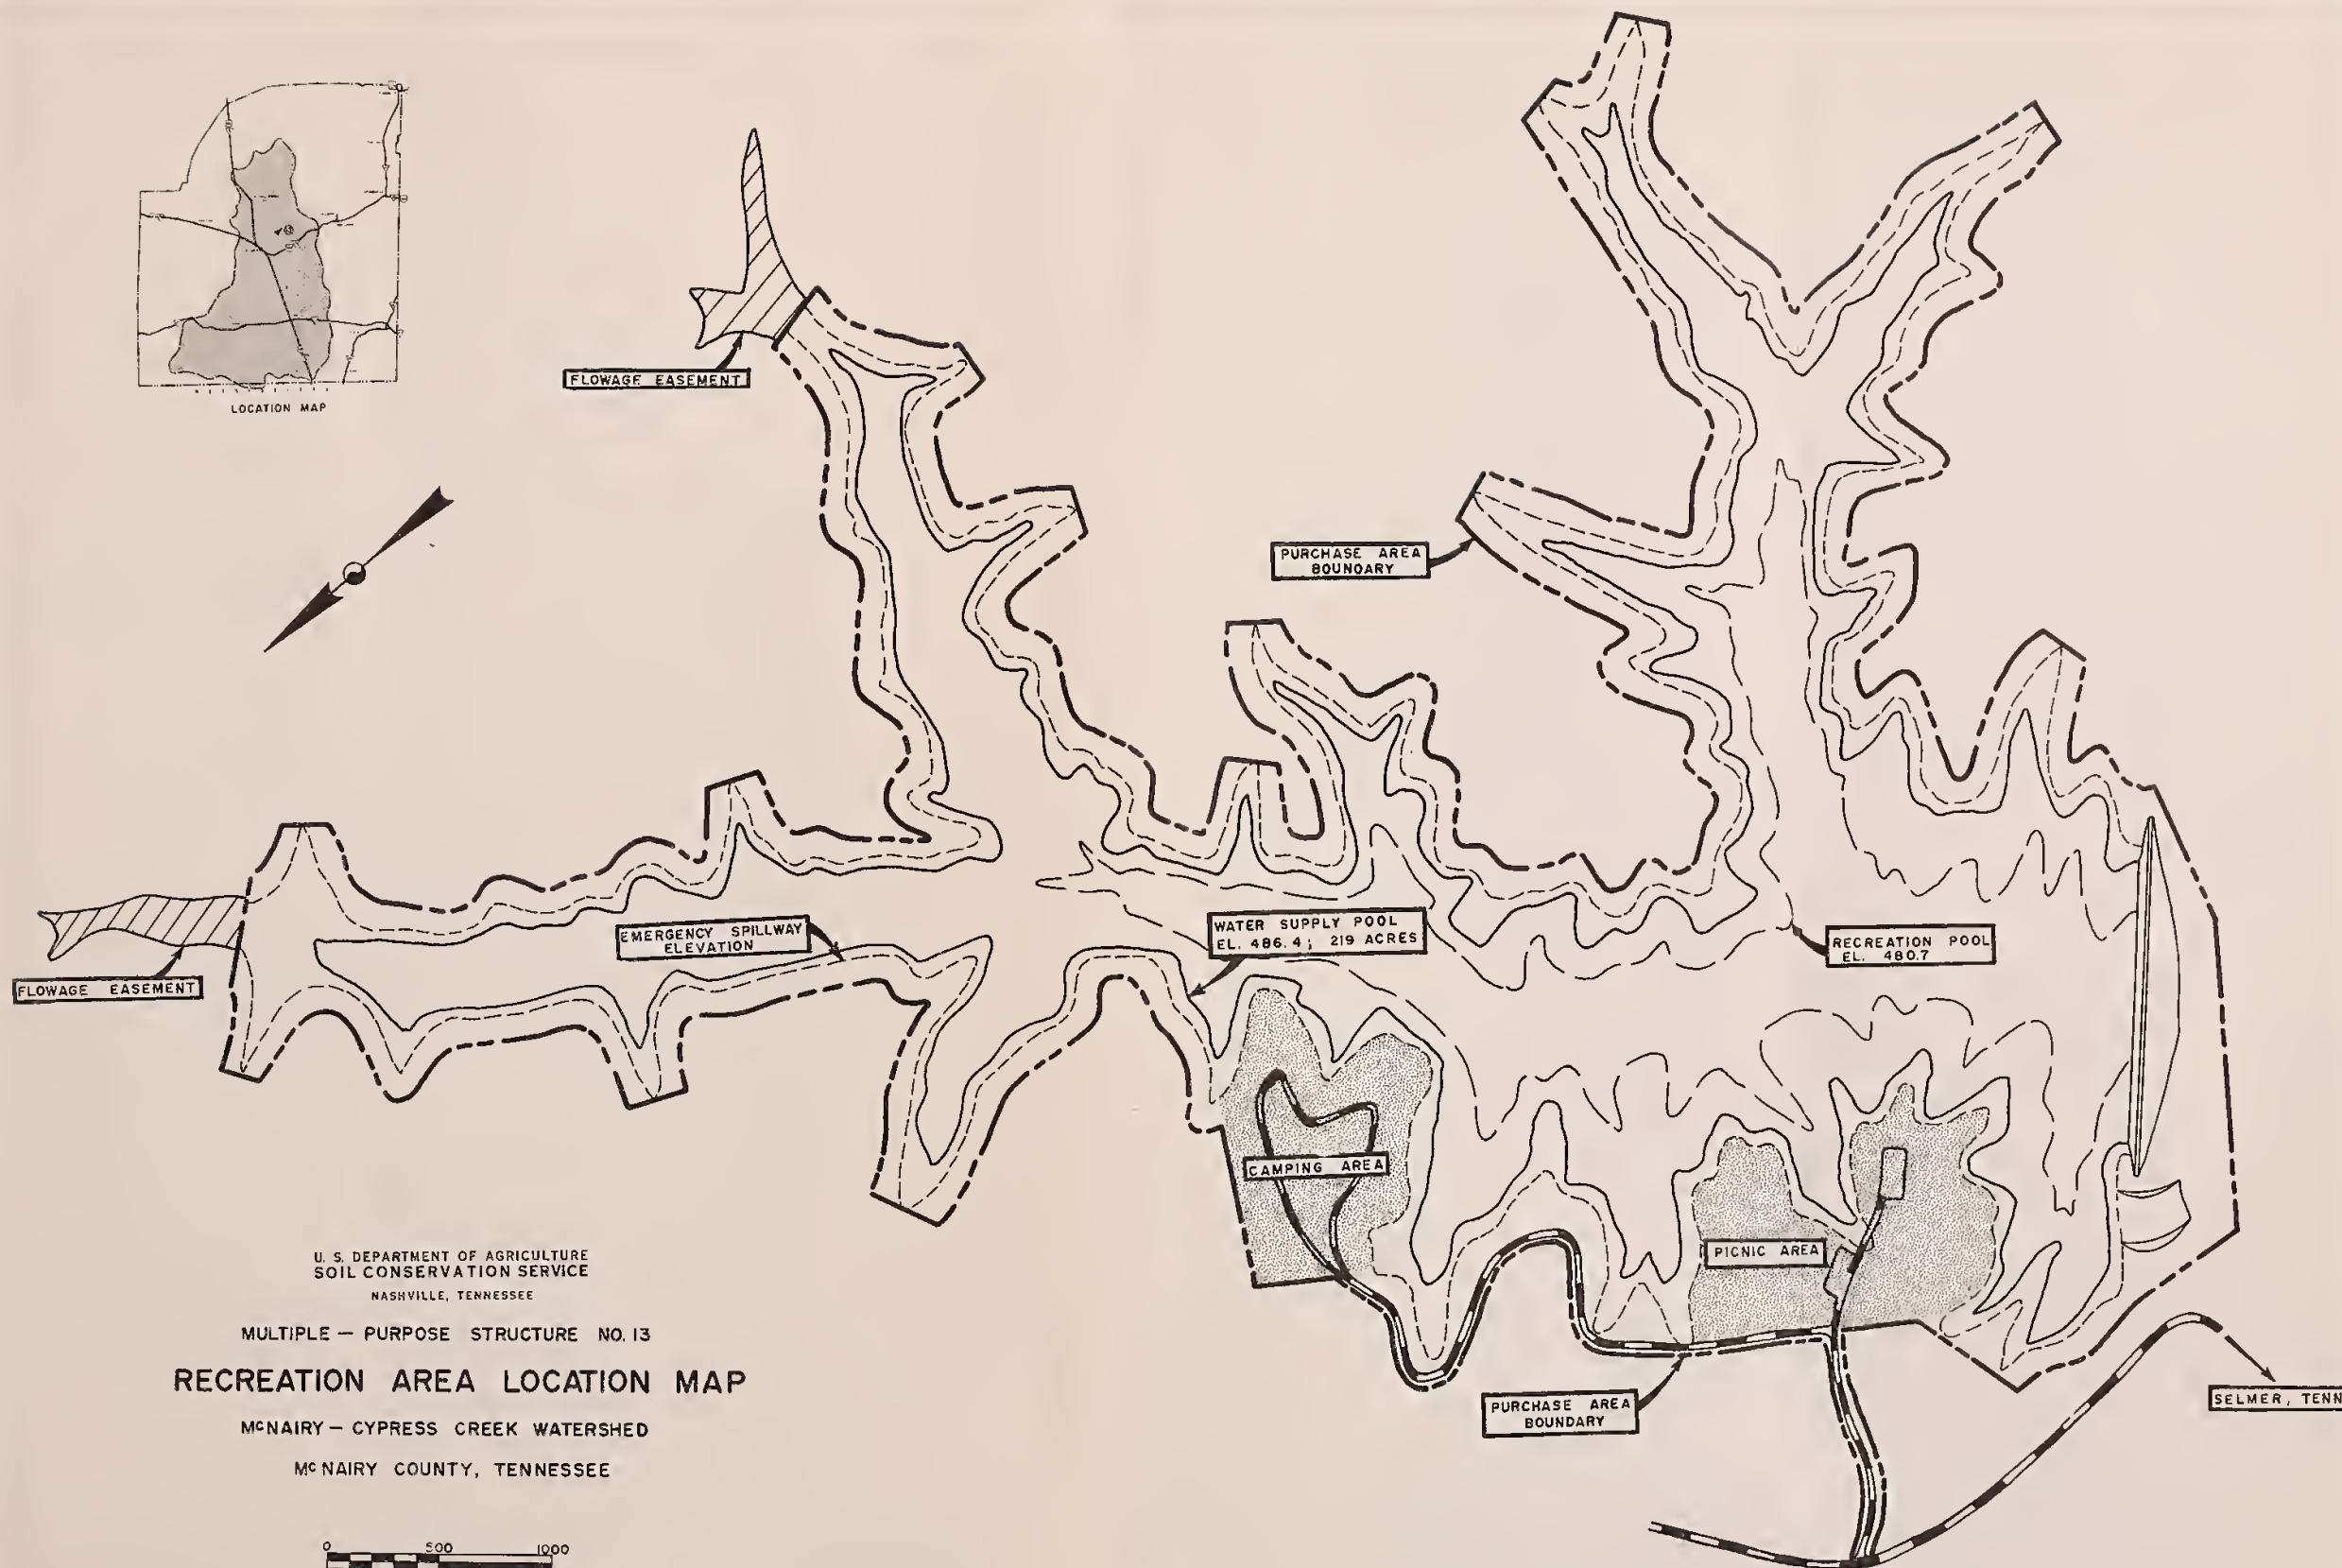 LOCATION MAP
FLOWAGE EASEMENT
PURCHASE AREA
BOUNOARY
EMERGENCY SPILLWAY
ELEVATION
WATER SUPPLY POOL
EL. 486.4; 219 ACRES
RECREATION POOL
EL. 480.7
FLOWAGE EASEMENT
CAMPING AREA
PICNIC AREA
PURCHASE AREA
BOUNDARY
SELMER, TENN
U. S. DEPARTMENT OF AGRICULTURE
SOIL CONSERVATION SERVICE
NASHVILLE, TENNESSEE
MULTIPLE — PURPOSE STRUCTURE NO. 13
RECREATION AREA LOCATION MAP
McNAIRY — CYPRESS CREEK WATERSHED
Mc NAIRY COUNTY, TENNESSEE
0 500 1000